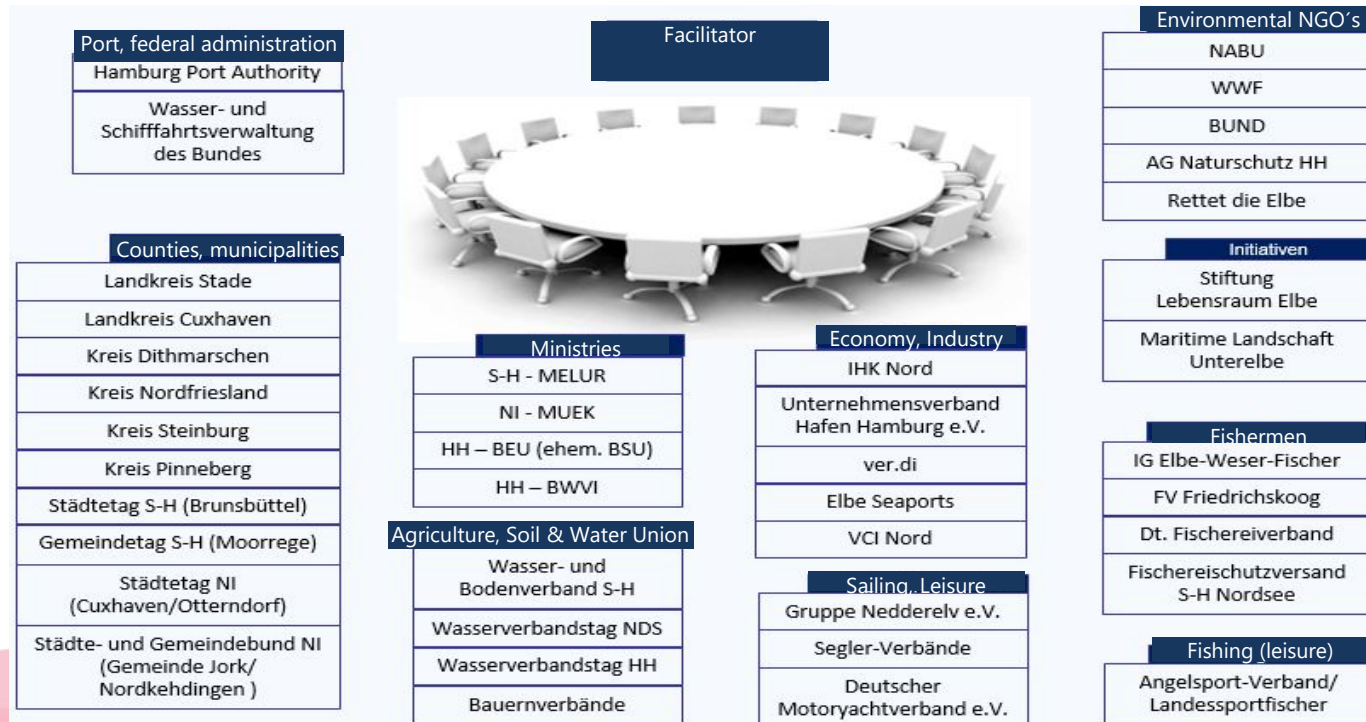 Port, federal administration
Hamburg Port Authority
Wasser- und
Schifffahrtsverwaltung
des Bundes
Counties, municipalities
Landkreis Stade
Landkreis Cuxhaven
Kreis Dithmarschen
Kreis Nordfriesland
Kreis Steinburg
Kreis Pinneberg
Städtetag S-H (Brunsbüttel)
Gemeindetag S-H (Moorrege)
Städtetag NI
(Cuxhaven/Otterndorf)
Städte- und Gemeindebund NI
(Gemeinde Jork/
Nordkehdingen )
Facilitator
Ministries
S-H - MELUR
NI - MUEK
HH – BEU (ehem. BSU)
HH – BWVI
Agriculture, Soil & Water Union
Wasser- und
Bodenverband S-H
Wasserverbandstag NDS
Wasserverbandstag HH
Bauernverbände
Economy, Industry
IHK Nord
Unternehmensverband
Hafen Hamburg e.V.
ver.di
Elbe Seaports
VCI Nord
Sailing, Leisure
Gruppe Nedderelv e.V.
Segler-Verbände
Deutscher
Motoryachtverband e.V.
Environmental NGO´s
NABU
WWF
BUND
AG Naturschutz HH
Rettet die Elbe
Initiativen
Stiftung
Lebensraum Elbe
Maritime Landschaft
Unterelbe
Fishermen
IG Elbe-Weser-Fischer
FV Friedrichskoog
Dt. Fischereiverband
Fischereischutzversand
S-H Nordsee
Fishing (leisure)
Angelsport-Verband/
Landessportfischer